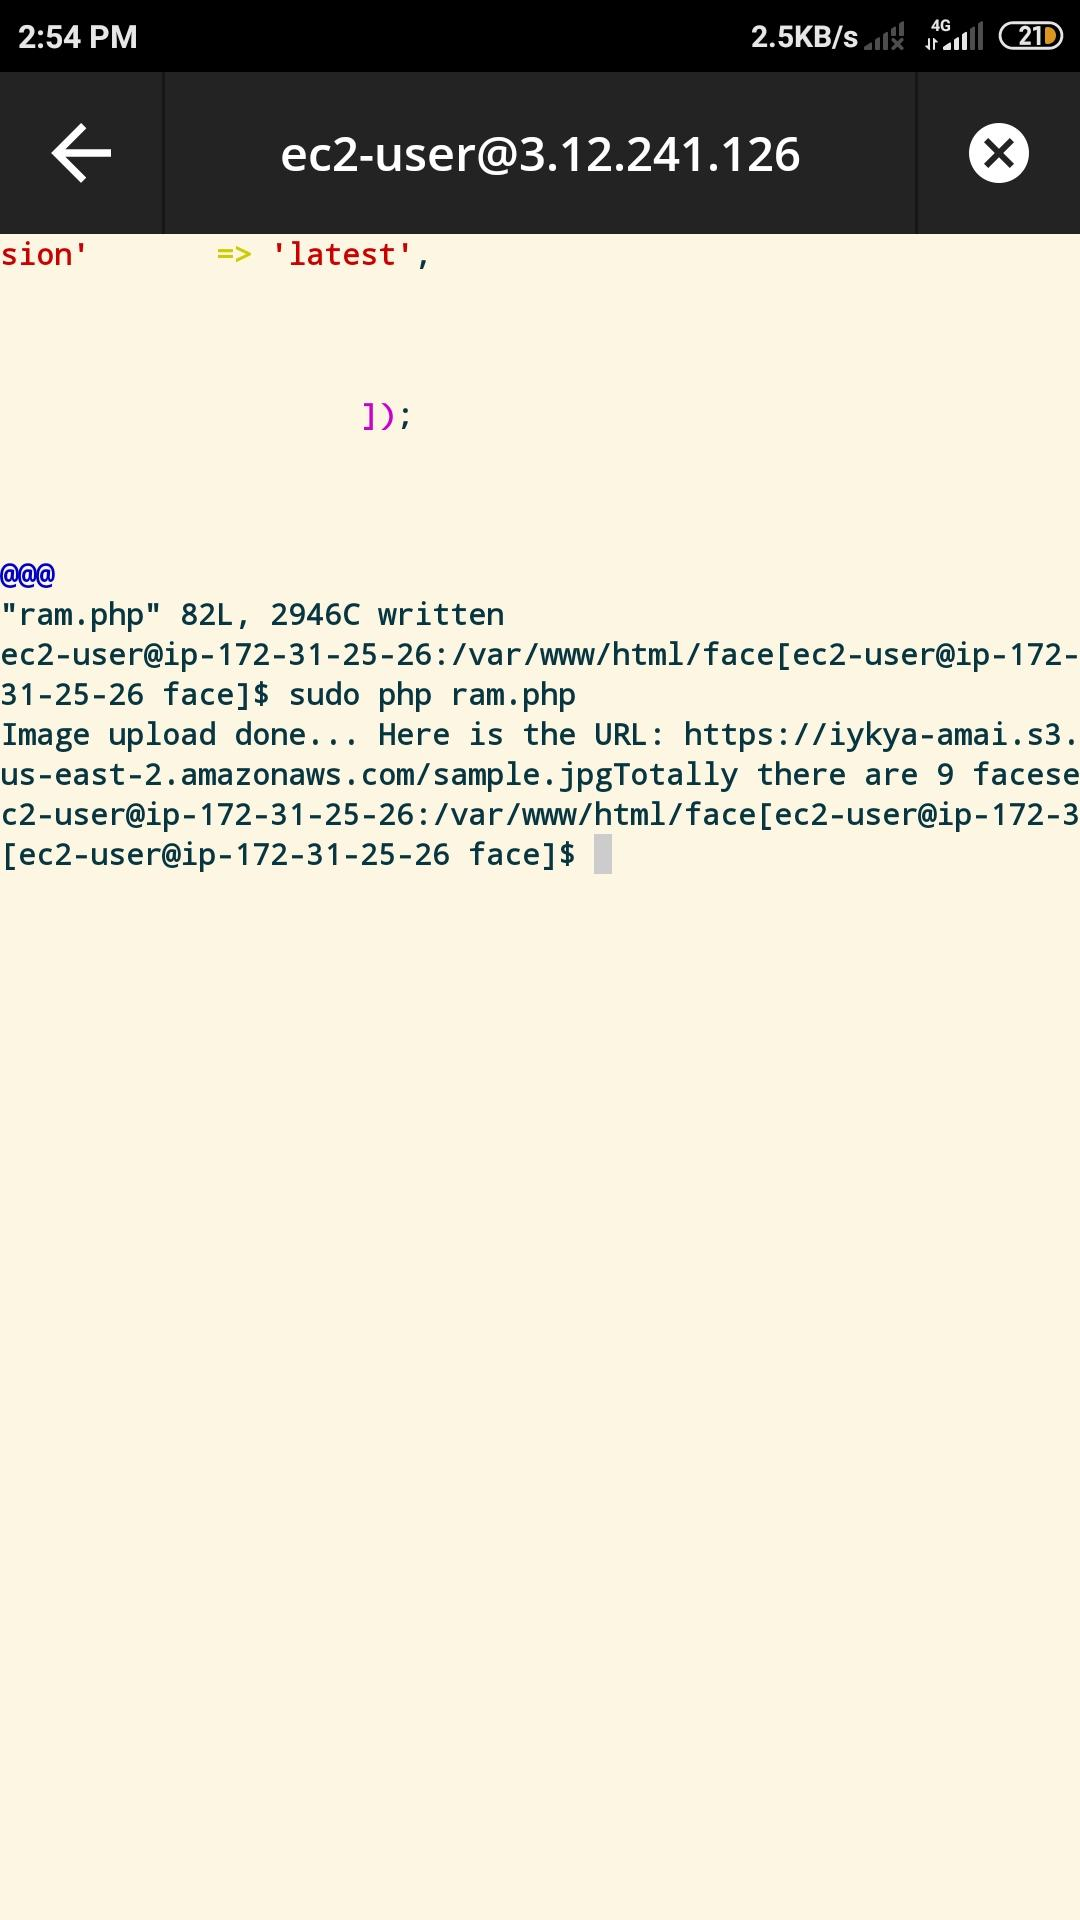 2:54 PM 2.5KB/s 4G 21
ec2-user@3.12.241.126
sion'       => 'latest',
]);
@@@
"ram.php" 82L, 2946C written
ec2-user@ip-172-31-25-26:/var/www/html/face[ec2-user@ip-172-
31-25-26 face]$ sudo php ram.php
Image upload done... Here is the URL: https://iykya-amai.s3.
us-east-2.amazonaws.com/sample.jpgTotally there are 9 facese
c2-user@ip-172-31-25-26:/var/www/html/face[ec2-user@ip-172-3
[ec2-user@ip-172-31-25-26 face]$